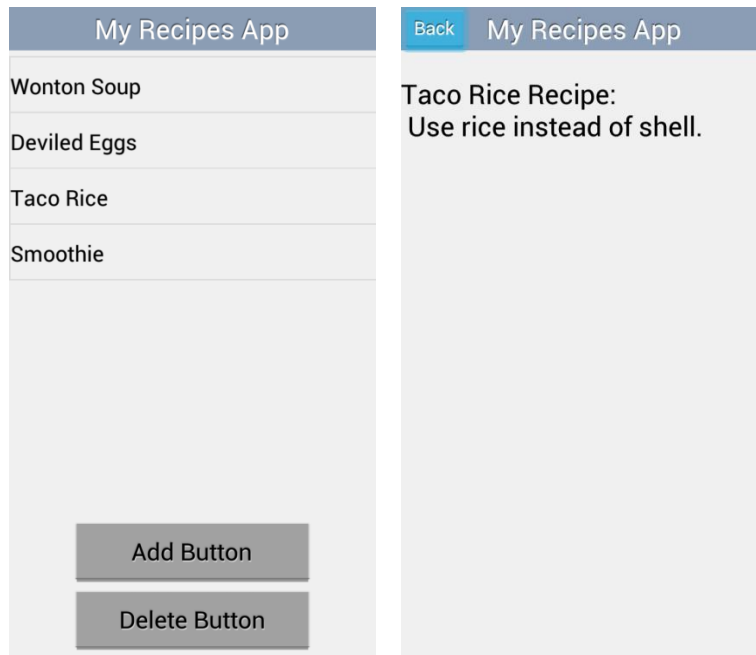 My Recipes App
Wonton Soup
Deviled Eggs
Taco Rice
Smoothie
Add Button
Delete Button
Back
My Recipes App
Taco Rice Recipe:
Use rice instead of shell.